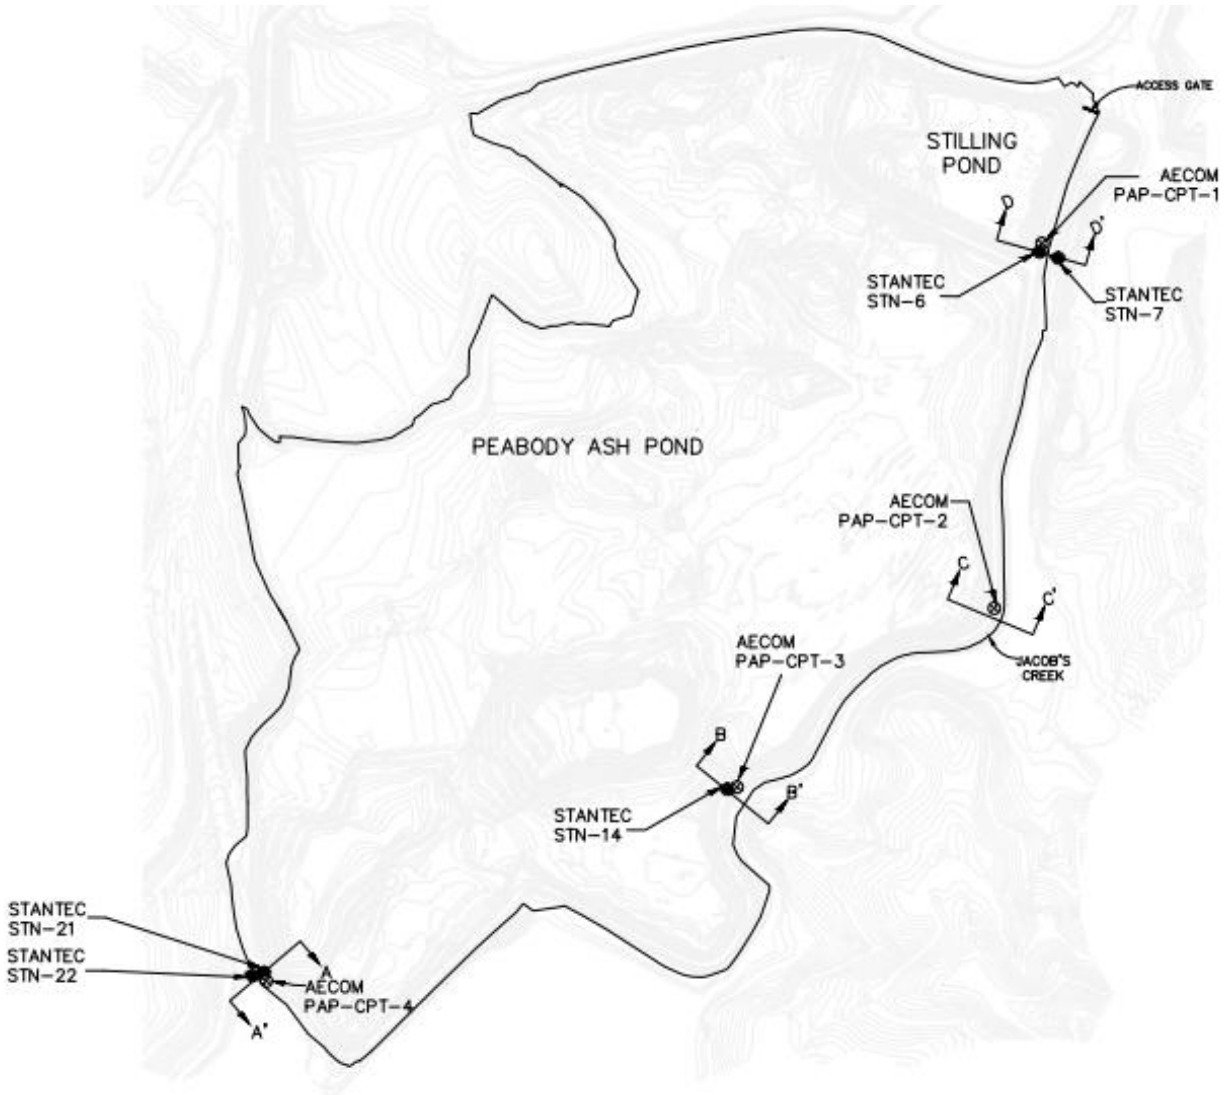 ACCESS GATE
STILLING
POND
AECOM
PAP-CPT-1
D
D'
STANTEC
STN-6
STANTEC
STN-7
PEABODY ASH POND
AECOM
PAP-CPT-2
C
C'
AECOM
PAP-CPT-3
JACOB'S
CREEK
B
B'
STANTEC
STN-14
STANTEC
STN-21
STANTEC
STN-22
A
AECOM
PAP-CPT-4
A'